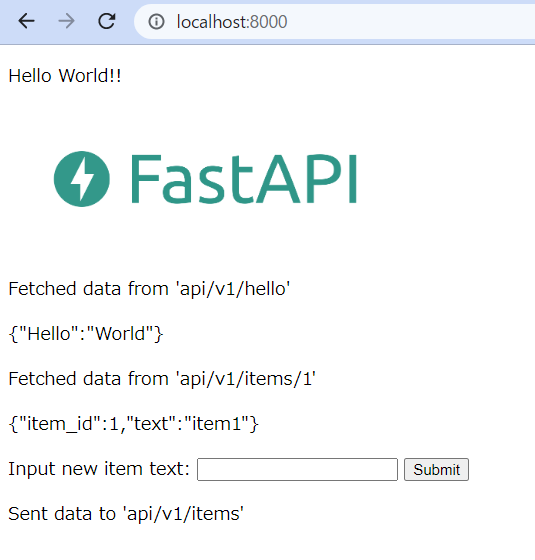 localhost:8000
Hello World!!
FastAPI
Fetched data from 'api/v1/hello'
{"Hello":"World"}
Fetched data from 'api/v1/items/1'
{"item_id":1,"text":"item1"}
Input new item text: Submit
Sent data to 'api/v1/items'